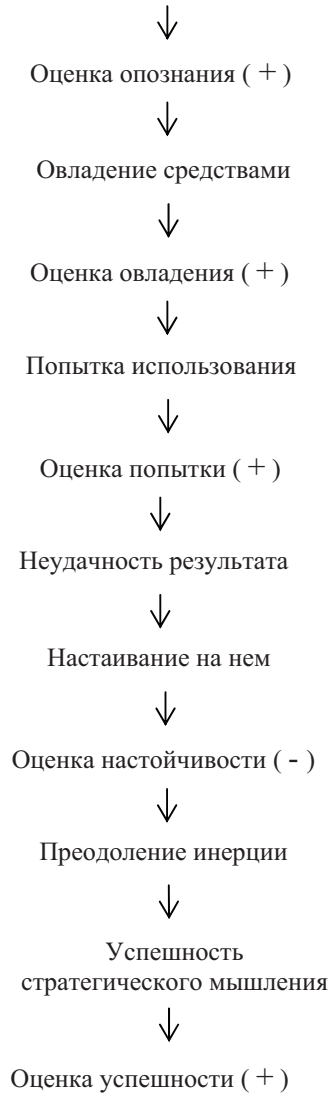 Оценка опознания ( + )
Овладение средствами
Оценка овладения ( + )
Попытка использования
Оценка попытки ( + )
Неудачность результата
Настаивание на нем
Оценка настойчивости ( - )
Преодоление инерции
Успешность
стратегического мышления
Оценка успешности ( + )